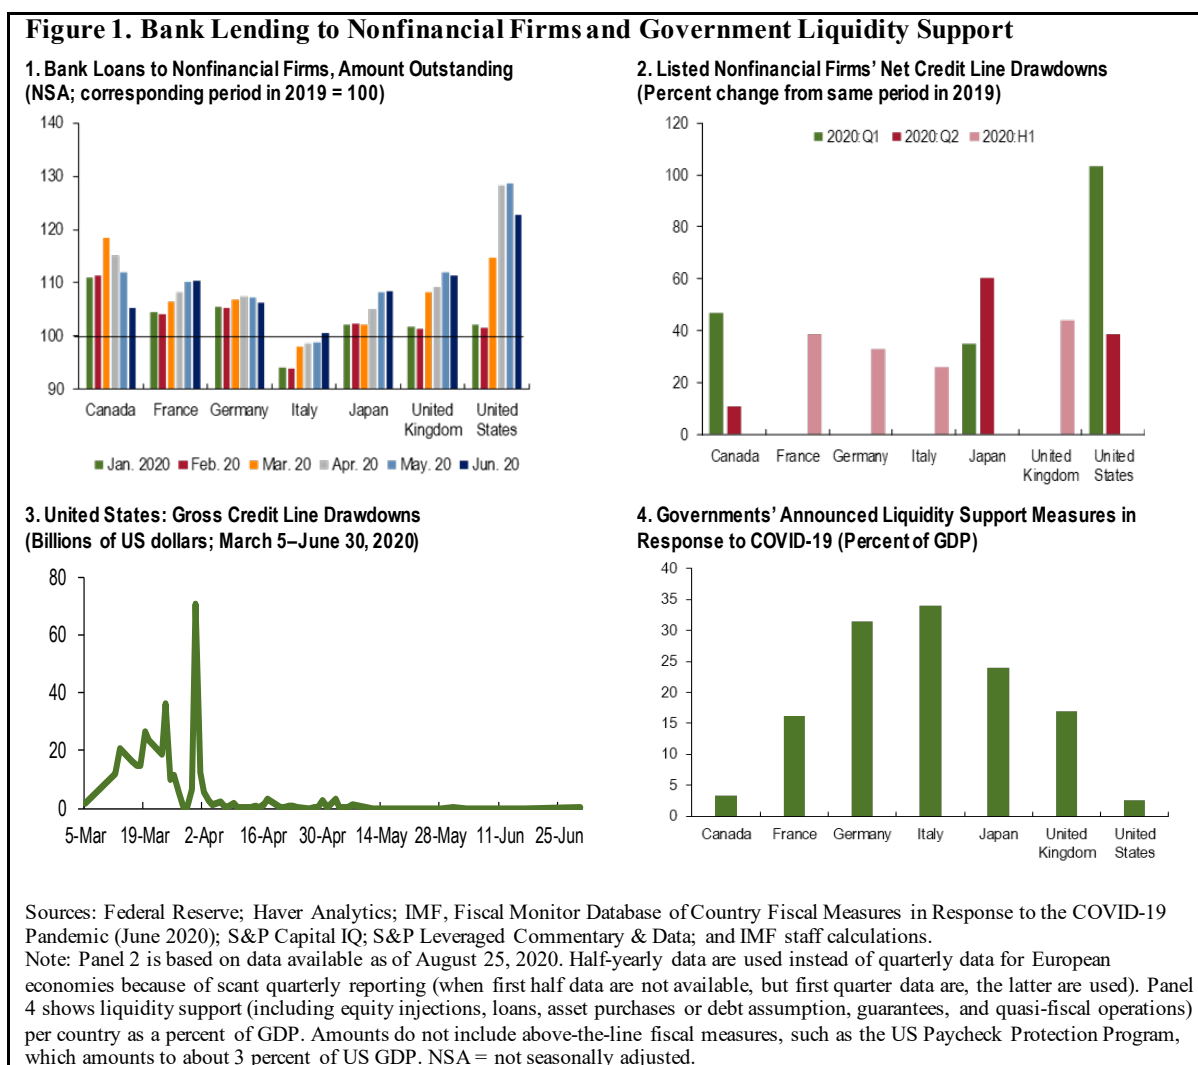 Figure 1. Bank Lending to Nonfinancial Firms and Government Liquidity Support
1. Bank Loans to Nonfinancial Firms, Amount Outstanding
(NSA; corresponding period in 2019 = 100)
140
130
120
110
100
90
Canada
France
Germany
Italy
Japan
United
Kingdom
United
States
Jan. 2020
Feb. 20
Mar. 20
Apr. 20
May. 20
Jun. 20
2. Listed Nonfinancial Firms’ Net Credit Line Drawdowns
(Percent change from same period in 2019)
120
100
80
60
40
20
0
2020:Q1
2020:Q2
2020:H1
Canada
France
Germany
Italy
Japan
United
Kingdom
United
States
3. United States: Gross Credit Line Drawdowns
(Billions of US dollars; March 5–June 30, 2020)
80
60
40
20
0
5-Mar
19-Mar
2-Apr
16-Apr
30-Apr
14-May
28-May
11-Jun
25-Jun
4. Governments’ Announced Liquidity Support Measures in
Response to COVID-19 (Percent of GDP)
40
35
30
25
20
15
10
5
0
Canada
France
Germany
Italy
Japan
United
Kingdom
United
States
Sources: Federal Reserve; Haver Analytics; IMF, Fiscal Monitor Database of Country Fiscal Measures in Response to the COVID-19
Pandemic (June 2020); S&P Capital IQ; S&P Leveraged Commentary & Data; and IMF staff calculations.
Note: Panel 2 is based on data available as of August 25, 2020. Half-yearly data are used instead of quarterly data for European
economies because of scant quarterly reporting (when first half data are not available, but first quarter data are, the latter are used). Panel
4 shows liquidity support (including equity injections, loans, asset purchases or debt assumption, guarantees, and quasi-fiscal operations)
per country as a percent of GDP. Amounts do not include above-the-line fiscal measures, such as the US Paycheck Protection Program,
which amounts to about 3 percent of US GDP. NSA = not seasonally adjusted.